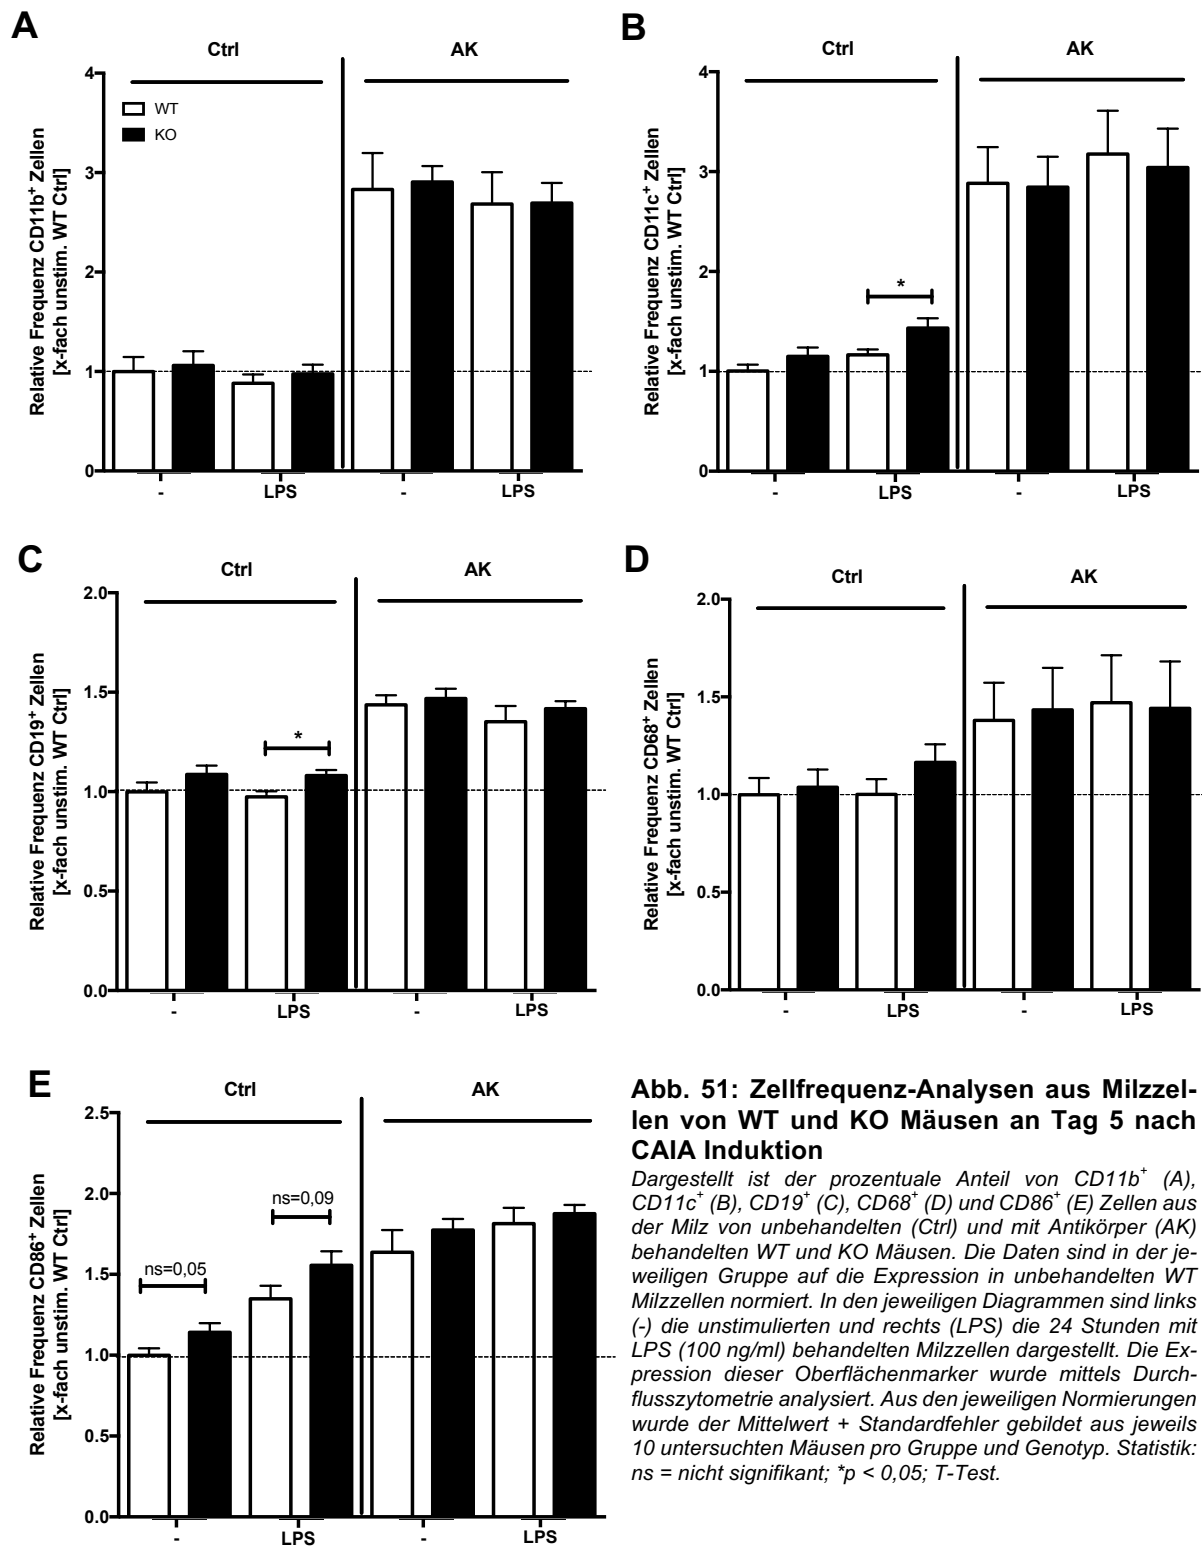 A
Ctrl
AK
Relative Frequenz CD11b⁺ Zellen
[x-fach unstim. WT Ctrl]
4
3
2
1
0
WT
KO
-
LPS
-
LPS
B
Ctrl
AK
Relative Frequenz CD11c⁺ Zellen
[x-fach unstim. WT Ctrl]
4
3
2
1
0
*
-
LPS
-
LPS
C
Ctrl
AK
Relative Frequenz CD19⁺ Zellen
[x-fach unstim. WT Ctrl]
2.0
1.5
1.0
0.5
0.0
*
-
LPS
-
LPS
D
Ctrl
AK
Relative Frequenz CD68⁺ Zellen
[x-fach unstim. WT Ctrl]
2.0
1.5
1.0
0.5
0.0
-
LPS
-
LPS
E
Ctrl
AK
Relative Frequenz CD86⁺ Zellen
[x-fach unstim. WT Ctrl]
2.5
2.0
1.5
1.0
0.5
0.0
ns=0,05
ns=0,09
-
LPS
-
LPS
Abb. 51: Zellfrequenz-Analysen aus Milzzel-
len von WT und KO Mäusen an Tag 5 nach
CAIA Induktion
Dargestellt ist der prozentuale Anteil von CD11b⁺ (A),
CD11c⁺ (B), CD19⁺ (C), CD68⁺ (D) und CD86⁺ (E) Zellen aus
der Milz von unbehandelten (Ctrl) und mit Antikörper (AK)
behandelten WT und KO Mäusen. Die Daten sind in der je-
weiligen Gruppe auf die Expression in unbehandelten WT
Milzzellen normiert. In den jeweiligen Diagrammen sind links
(-) die unstimulierten und rechts (LPS) die 24 Stunden mit
LPS (100 ng/ml) behandelten Milzzellen dargestellt. Die Ex-
pression dieser Oberflächenmarker wurde mittels Durch-
flusszytometrie analysiert. Aus den jeweiligen Normierungen
wurde der Mittelwert + Standardfehler gebildet aus jeweils
10 untersuchten Mäusen pro Gruppe und Genotyp. Statistik:
ns = nicht signifikant; *p < 0,05; T-Test.